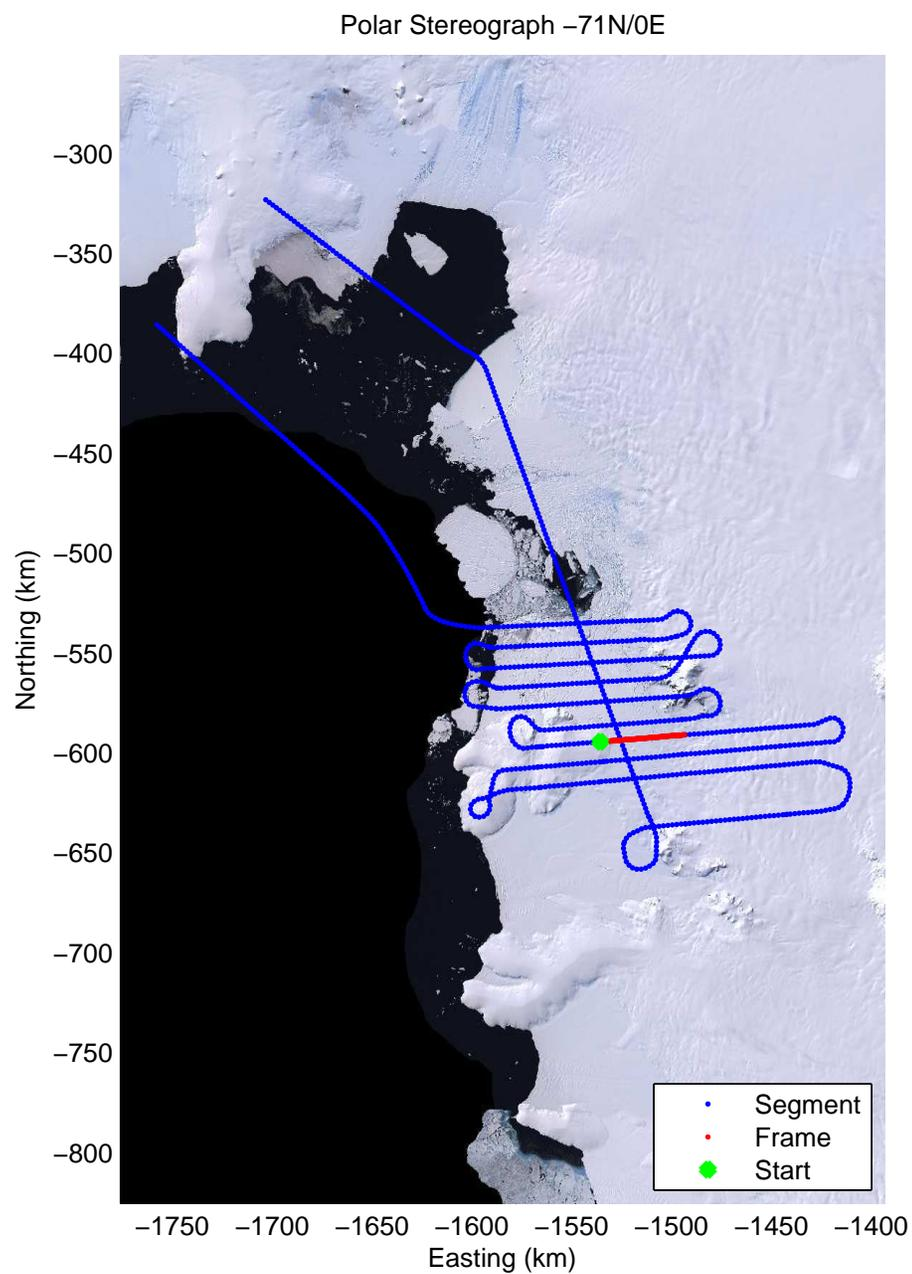 Polar Stereograph −71N/0E
−300
−350
−400
−450
−500
−550
−600
−650
−700
−750
−800
Northing (km)
Segment
Frame
Start
−1750 −1700 −1650 −1600 −1550 −1500 −1450 −1400
Easting (km)